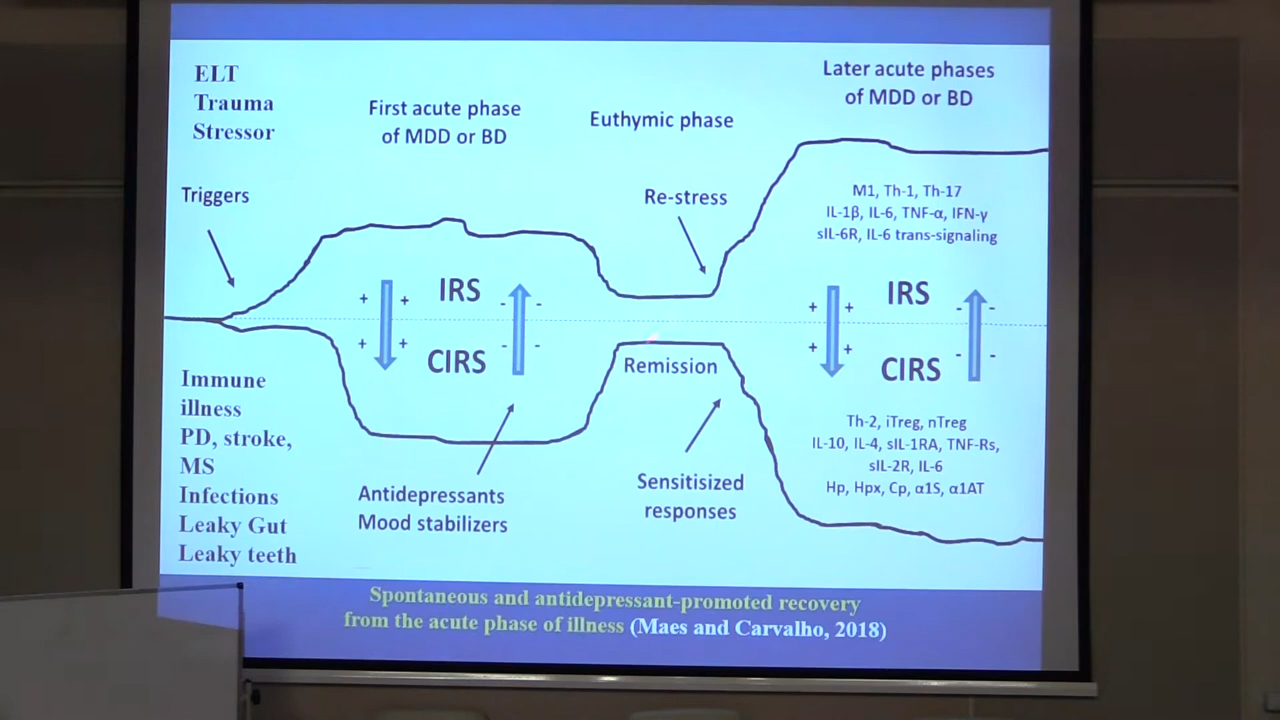 ELT
Trauma
Stressor
First acute phase
of MDD or BD
Euthymic phase
Later acute phases
of MDD or BD
Triggers
Re-stress
M1, Th-1, Th-17
IL-1β, IL-6, TNF-α, IFN-γ
sIL-6R, IL-6 trans-signaling
+ + IRS - -
+ + CIRS - -
+ + IRS - -
+ + CIRS - -
Remission
Immune
illness
PD, stroke,
MS
Infections
Leaky Gut
Leaky teeth
Antidepressants
Mood stabilizers
Sensitisized
responses
Th-2, iTreg, nTreg
IL-10, IL-4, sIL-1RA, TNF-Rs,
sIL-2R, IL-6
Hp, Hpx, Cp, α1S, α1AT
Spontaneous and antidepressant-promoted recovery
from the acute phase of illness (Maes and Carvalho, 2018)